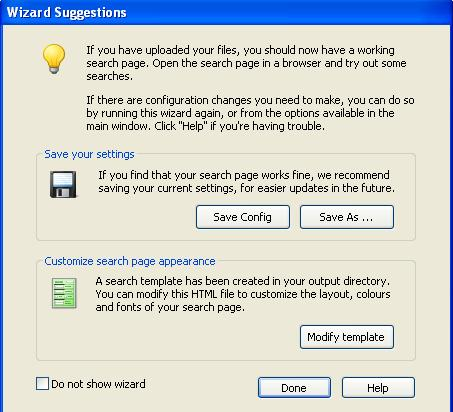 Wizard Suggestions
If you have uploaded your files, you should now have a working
search page. Open the search page in a browser and try out some
searches.
If there are configuration changes you need to make, you can do so
by running this wizard again, or from the options available in the
main window. Click "Help" if you're having trouble.
Save your settings
If you find that your search page works fine, we recommend
saving your current settings, for easier updates in the future.
Save Config
Save As ...
Customize search page appearance
A search template has been created in your output directory.
You can modify this HTML file to customize the layout, colours
and fonts of your search page.
Modify template
Do not show wizard
Done
Help